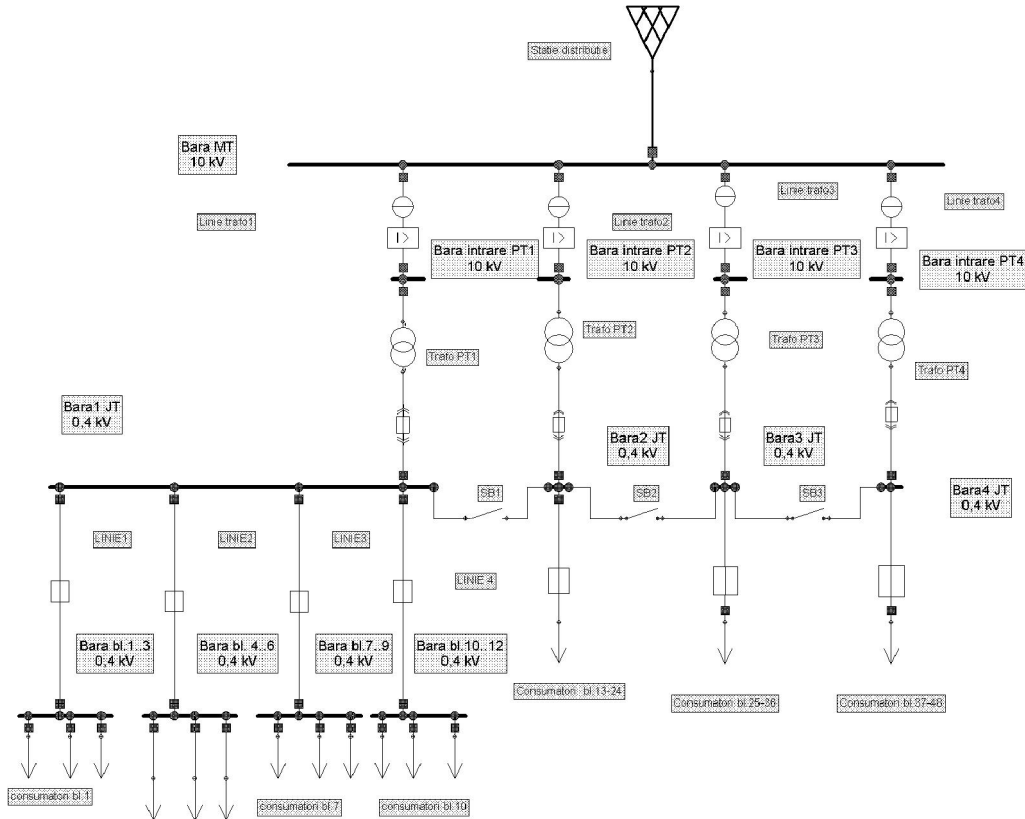 Statie distributie
Bara MT
10 kV
Linie trafo1
Linie trafo2
Linie trafo3
Linie trafo4
Bara intrare PT1
10 kV
Bara intrare PT2
10 kV
Bara intrare PT3
10 kV
Bara intrare PT4
10 kV
I>
I>
I>
I>
Trafo PT1
Trafo PT2
Trafo PT3
Trafo PT4
Bara1 JT
0,4 kV
Bara2 JT
0,4 kV
Bara3 JT
0,4 kV
Bara4 JT
0,4 kV
SB1
SB2
SB3
LINIE1
LINIE2
LINIE3
LINIE 4
Bara bl.1..3
0,4 kV
Bara bl. 4..6
0,4 kV
Bara bl.7..9
0,4 kV
Bara bl.10..12
0,4 kV
Consumatori bl.13-24
Consumatori bl.25-36
Consumatori bl.37-48
consumatori bl.1
consumatori bl.7
consumatori bl.10